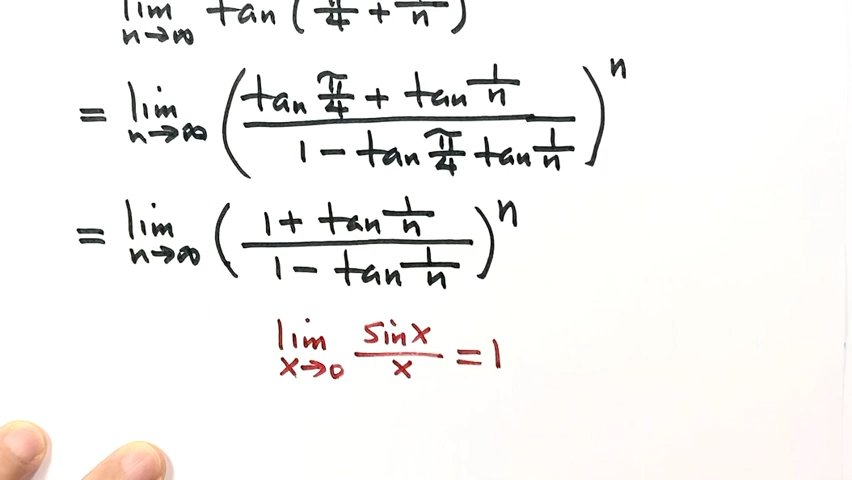 lim n→∞ tan (π/4 + 1/n)
= lim n→∞ ((tan π/4 + tan 1/n)/(1 − tan π/4 tan 1/n))^n
= lim n→∞ ((1 + tan 1/n)/(1 − tan 1/n))^n
lim x→0 sin x/x = 1